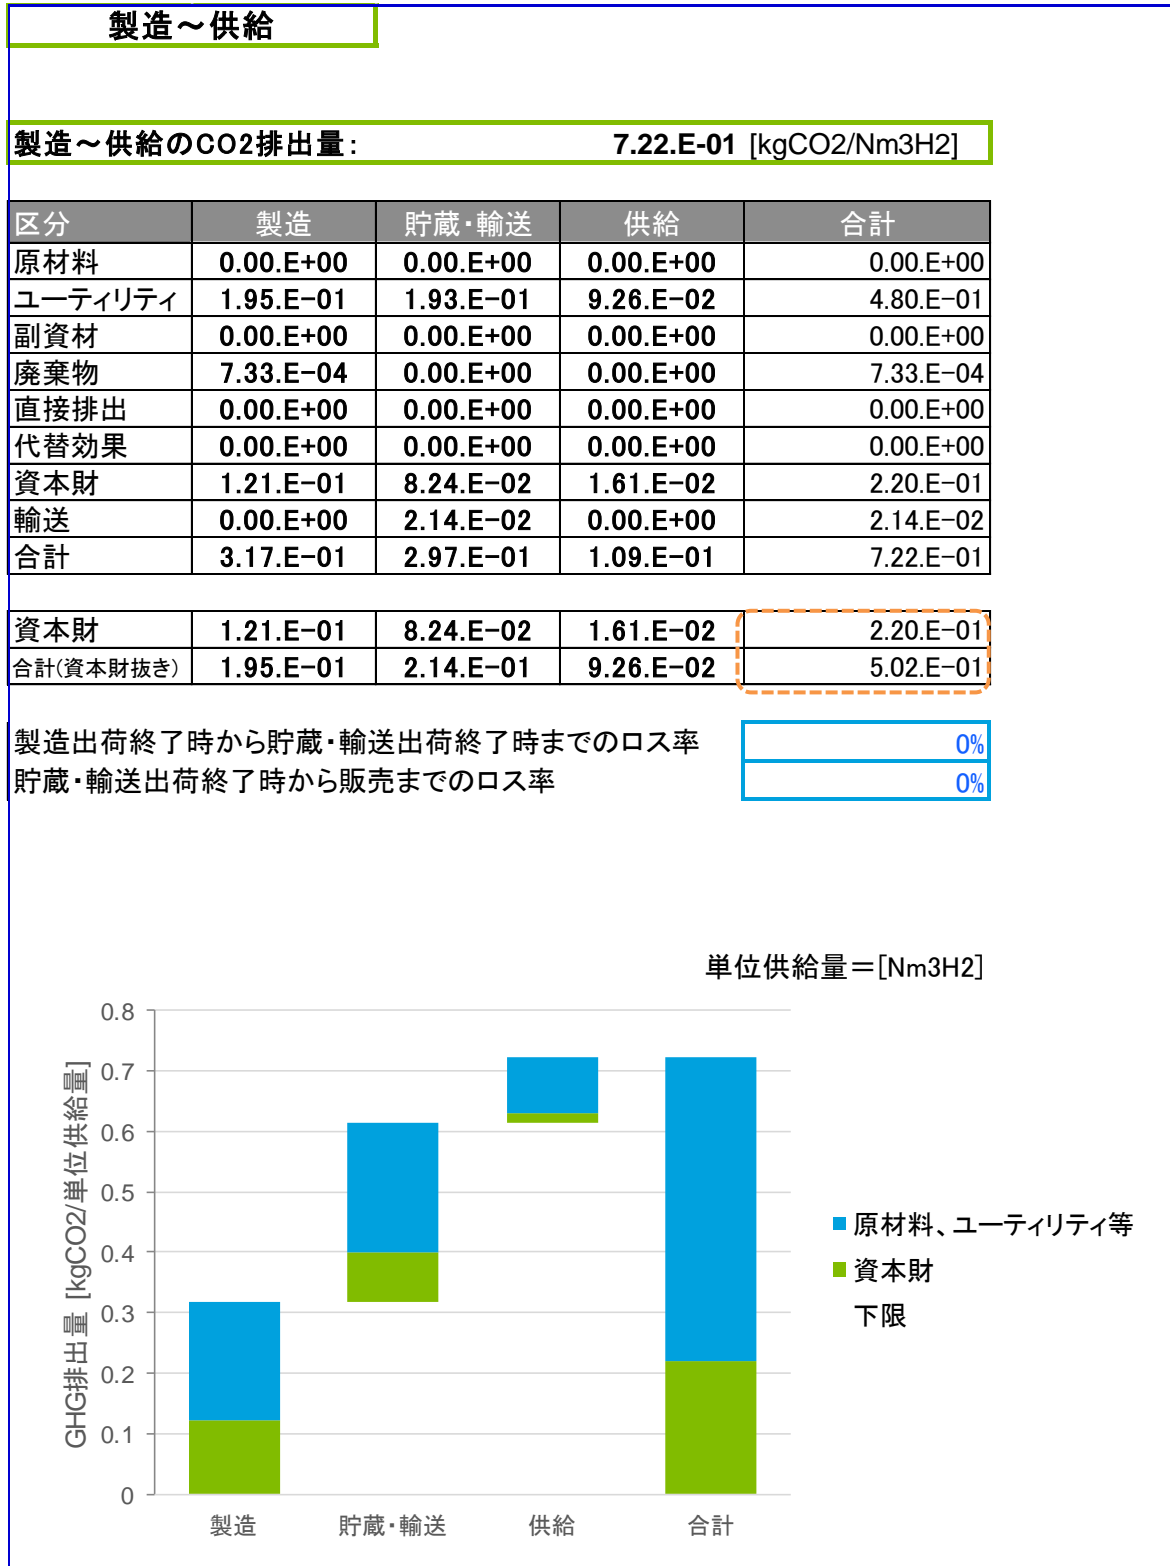 製造～供給
製造～供給のCO2排出量： 7.22.E-01 [kgCO2/Nm3H2]
区分 製造 貯蔵・輸送 供給 合計
原材料 0.00.E+00 0.00.E+00 0.00.E+00 0.00.E+00
ユーティリティ 1.95.E-01 1.93.E-01 9.26.E-02 4.80.E-01
副資材 0.00.E+00 0.00.E+00 0.00.E+00 0.00.E+00
廃棄物 7.33.E-04 0.00.E+00 0.00.E+00 7.33.E-04
直接排出 0.00.E+00 0.00.E+00 0.00.E+00 0.00.E+00
代替効果 0.00.E+00 0.00.E+00 0.00.E+00 0.00.E+00
資本財 1.21.E-01 8.24.E-02 1.61.E-02 2.20.E-01
輸送 0.00.E+00 2.14.E-02 0.00.E+00 2.14.E-02
合計 3.17.E-01 2.97.E-01 1.09.E-01 7.22.E-01
資本財 1.21.E-01 8.24.E-02 1.61.E-02 2.20.E-01
合計(資本財抜き) 1.95.E-01 2.14.E-01 9.26.E-02 5.02.E-01
製造出荷終了時から貯蔵・輸送出荷終了時までのロス率 0%
貯蔵・輸送出荷終了時から販売までのロス率 0%
単位供給量＝[Nm3H2]
GHG排出量 [kgCO2/単位供給量]
0.8
0.7
0.6
0.5
0.4
0.3
0.2
0.1
0
製造 貯蔵・輸送 供給 合計
原材料、ユーティリティ等
資本財
下限